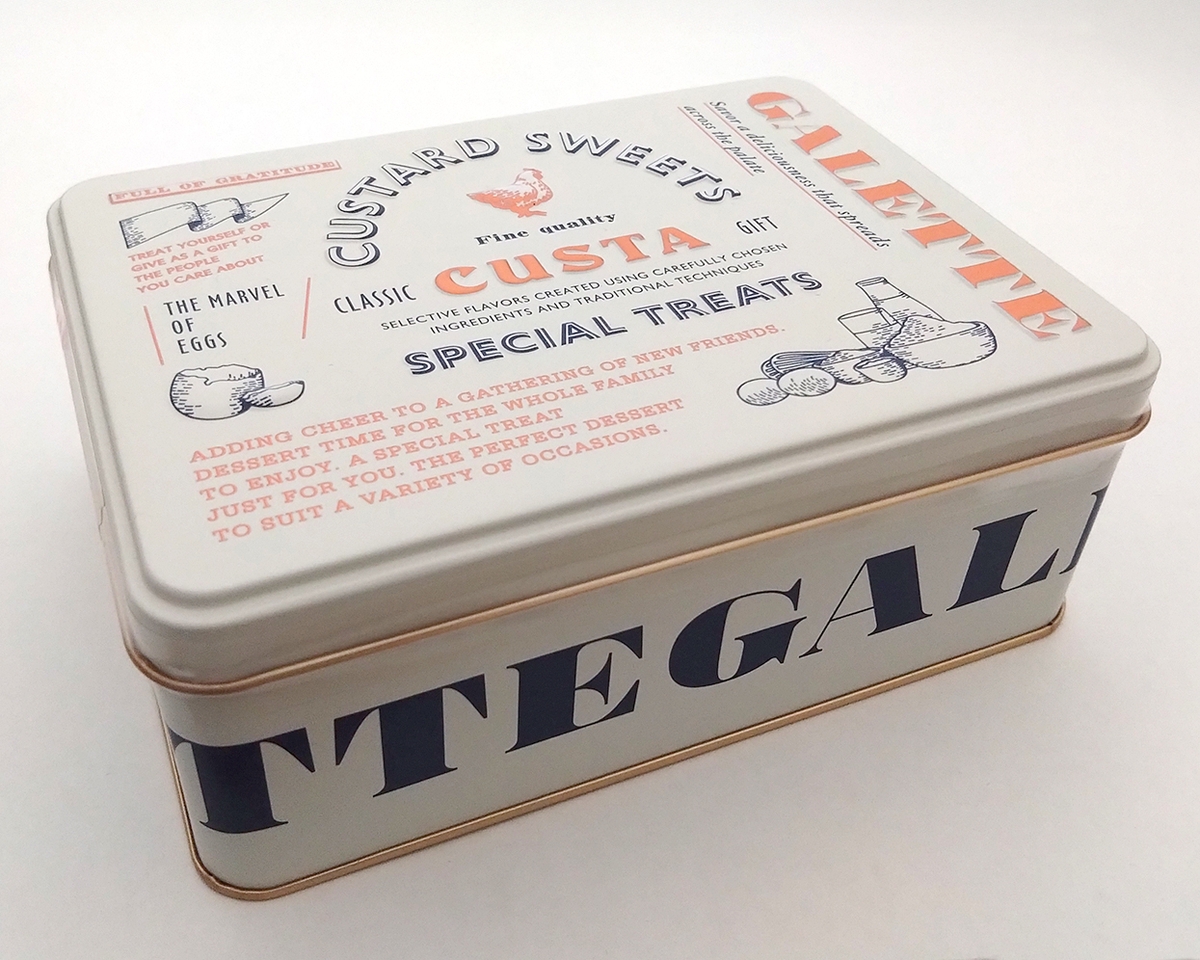 FULL OF GRATITUDE
TREAT YOURSELF OR
GIVE AS A GIFT TO
THE PEOPLE
YOU CARE ABOUT
THE MARVEL
OF
EGGS
CUSTARD SWEETS
Fine quality
CLASSIC
CUSTA
GIFT
SELECTIVE FLAVORS CREATED USING CAREFULLY CHOSEN
INGREDIENTS AND TRADITIONAL TECHNIQUES
SPECIAL TREATS
ADDING CHEER TO A GATHERING OF NEW FRIENDS.
DESSERT TIME FOR THE WHOLE FAMILY
TO ENJOY. A SPECIAL TREAT
JUST FOR YOU. THE PERFECT DESSERT
TO SUIT A VARIETY OF OCCASIONS.
Savor a deliciousness that spreads
across the palate
GALETTE
TTEGAL